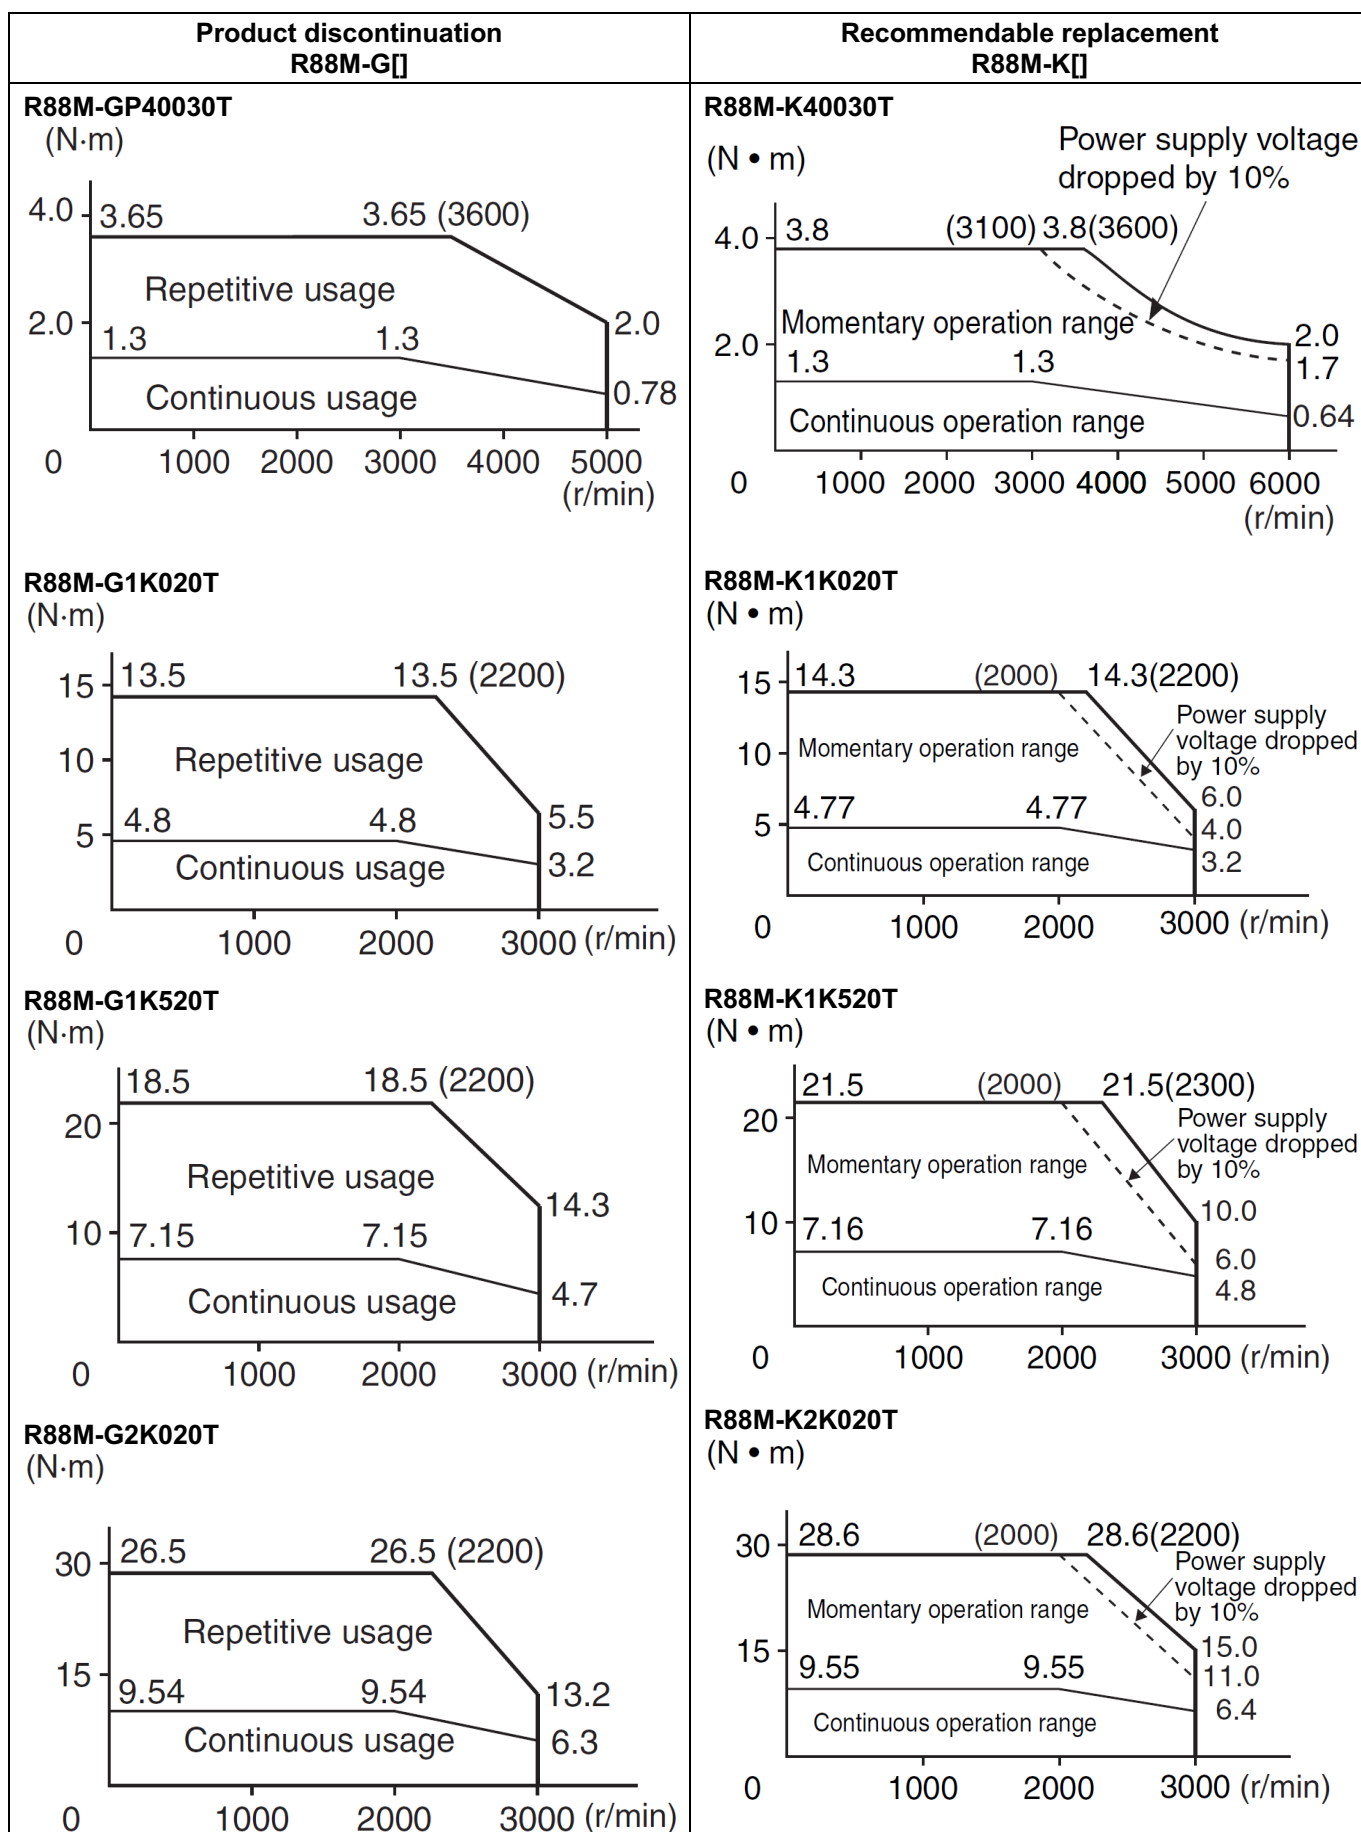 Product discontinuation
R88M-G[]
Recommendable replacement
R88M-K[]
R88M-GP40030T
(N·m)
4.0
3.65
3.65 (3600)
Repetitive usage
2.0
2.0
1.3
1.3
Continuous usage
0.78
0
1000
2000
3000
4000
5000
(r/min)
R88M-K40030T
(N • m)
Power supply voltage
dropped by 10%
4.0
3.8
(3100)
3.8(3600)
Momentary operation range
2.0
2.0
1.7
1.3
1.3
Continuous operation range
0.64
0
1000
2000
3000
4000
5000
6000
(r/min)
R88M-G1K020T
(N·m)
15
13.5
13.5 (2200)
10
Repetitive usage
5
4.8
4.8
5.5
Continuous usage
3.2
0
1000
2000
3000 (r/min)
R88M-K1K020T
(N • m)
15
14.3
(2000)
14.3(2200)
Power supply
voltage dropped
by 10%
10
Momentary operation range
6.0
5
4.77
4.77
4.0
Continuous operation range
3.2
0
1000
2000
3000 (r/min)
R88M-G1K520T
(N·m)
18.5
18.5 (2200)
20
Repetitive usage
14.3
10
7.15
7.15
Continuous usage
4.7
0
1000
2000
3000 (r/min)
R88M-K1K520T
(N • m)
21.5
(2000)
21.5(2300)
20
Power supply
voltage dropped
by 10%
Momentary operation range
10.0
10
7.16
7.16
6.0
Continuous operation range
4.8
0
1000
2000
3000 (r/min)
R88M-G2K020T
(N·m)
30
26.5
26.5 (2200)
Repetitive usage
15
9.54
9.54
13.2
Continuous usage
6.3
0
1000
2000
3000 (r/min)
R88M-K2K020T
(N • m)
30
28.6
(2000)
28.6(2200)
Power supply
voltage dropped
by 10%
Momentary operation range
15.0
15
9.55
9.55
11.0
6.4
Continuous operation range
0
1000
2000
3000 (r/min)